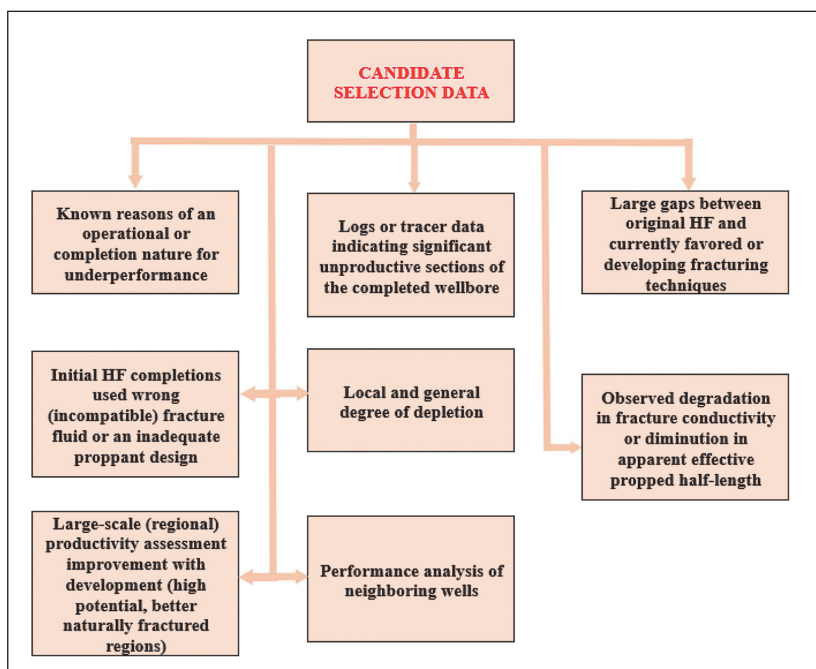 CANDIDATE
SELECTION DATA
Known reasons of an
operational or
completion nature for
underperformance
Logs or tracer data
indicating significant
unproductive sections of
the completed wellbore
Large gaps between
original HF and
currently favored or
developing fracturing
techniques
Initial HF completions
used wrong
(incompatible) fracture
fluid or an inadequate
proppant design
Local and general
degree of depletion
Observed degradation
in fracture conductivity
or diminution in
apparent effective
propped half-length
Large-scale (regional)
productivity assessment
improvement with
development (high
potential, better
naturally fractured
regions)
Performance analysis of
neighboring wells